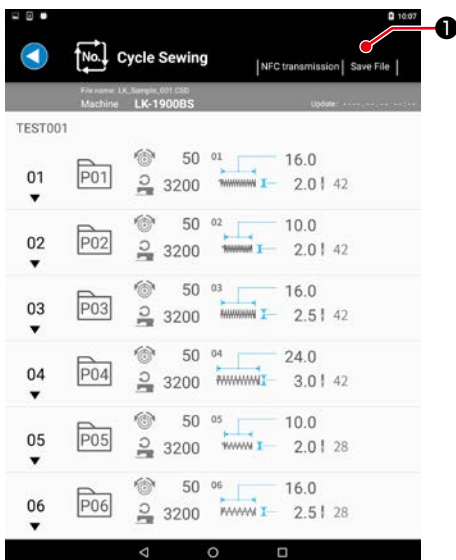 10:07
❶
No. Cycle Sewing
NFC transmission Save File
File name: LK_Sample_001.CSD
Machine LK-1900BS Update: ----.--.-- --:--
TEST001
01 P01 50 3200 01 16.0 2.0 42
02 P02 50 3200 02 10.0 2.0 42
03 P03 50 3200 03 16.0 2.5 42
04 P04 50 3200 04 24.0 3.0 42
05 P05 50 3200 05 10.0 2.0 28
06 P06 50 3200 06 16.0 2.5 28